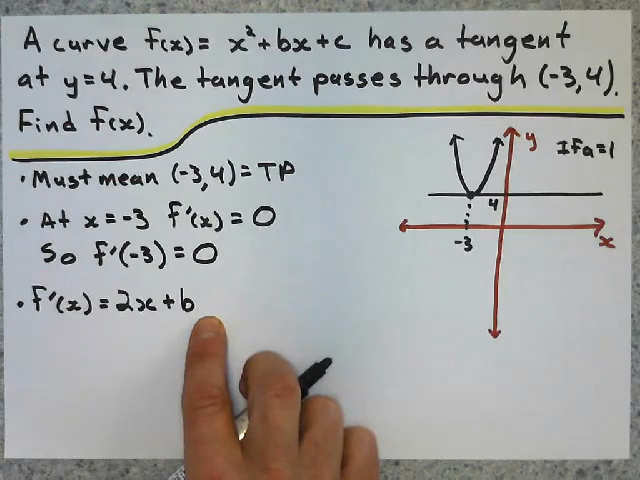 A curve f(x) = x² + bx + c has a tangent
at y=4. The tangent passes through (-3,4).
Find f(x).
• Must mean (-3,4) = TP
• At x = -3 f'(x) = 0
So f'(-3) = 0
• f'(x) = 2x + b
y
If a=1
4
-3
x